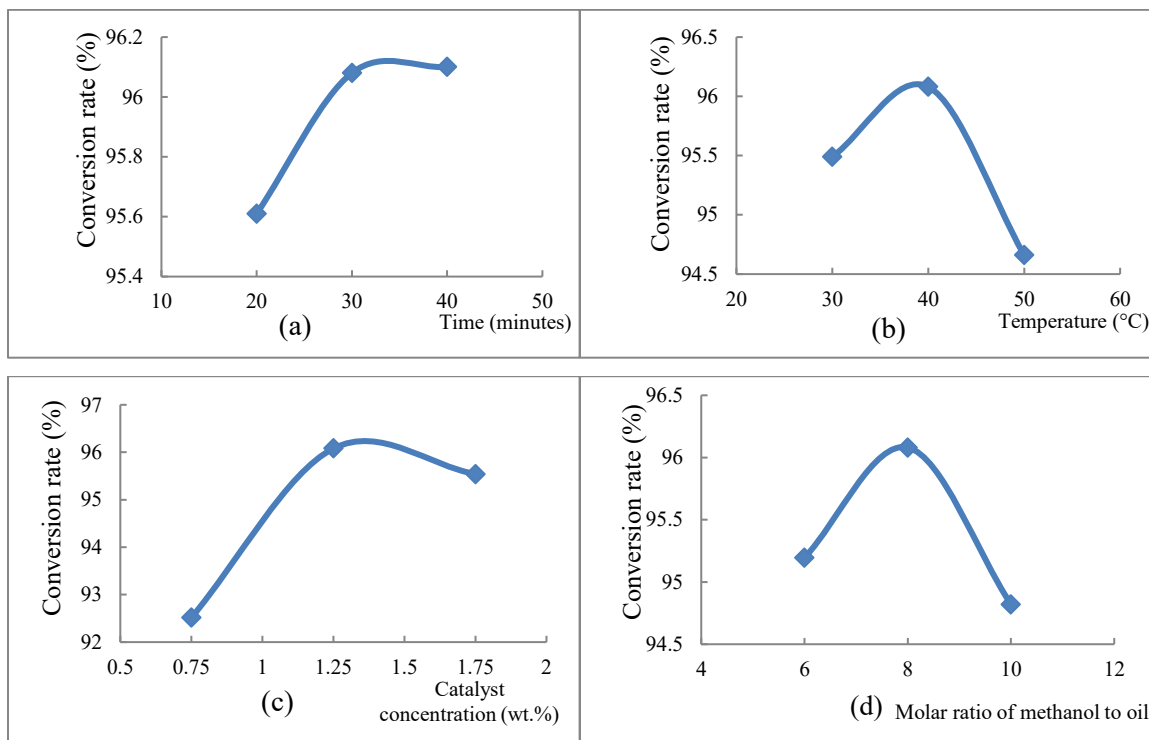 Conversion rate (%)
96.2
96
95.8
95.6
95.4
10 20 30 40 50
Time (minutes)
(a)
Conversion rate (%)
96.5
96
95.5
95
94.5
20 30 40 50 60
Temperature (°C)
(b)
Conversion rate (%)
97
96
95
94
93
92
0.5 0.75 1 1.25 1.5 1.75 2
Catalyst
concentration (wt.%)
(c)
Conversion rate (%)
96.5
96
95.5
95
94.5
4 6 8 10 12
(d) Molar ratio of methanol to oil